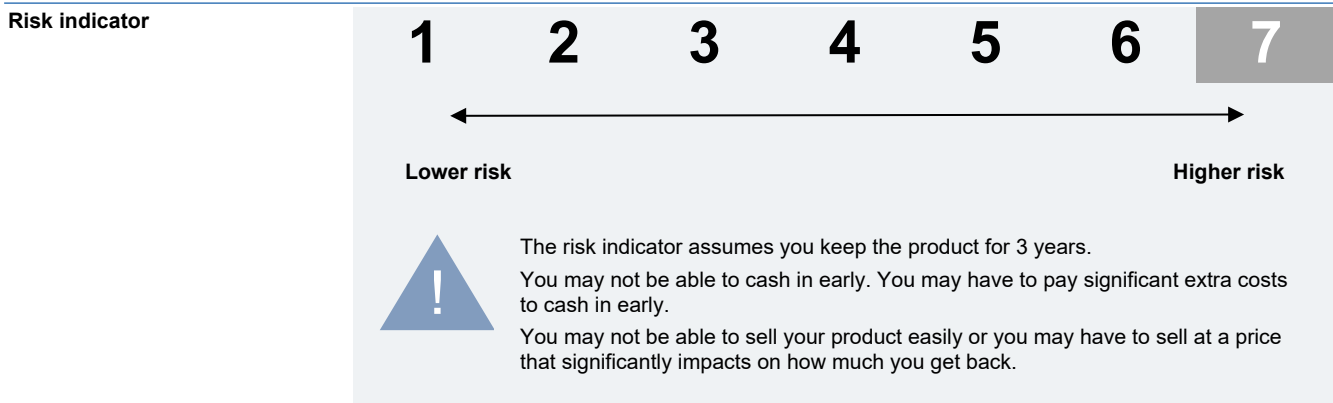 Risk indicator
1 2 3 4 5 6 7
Lower risk Higher risk
!
The risk indicator assumes you keep the product for 3 years.
You may not be able to cash in early. You may have to pay significant extra costs
to cash in early.
You may not be able to sell your product easily or you may have to sell at a price
that significantly impacts on how much you get back.